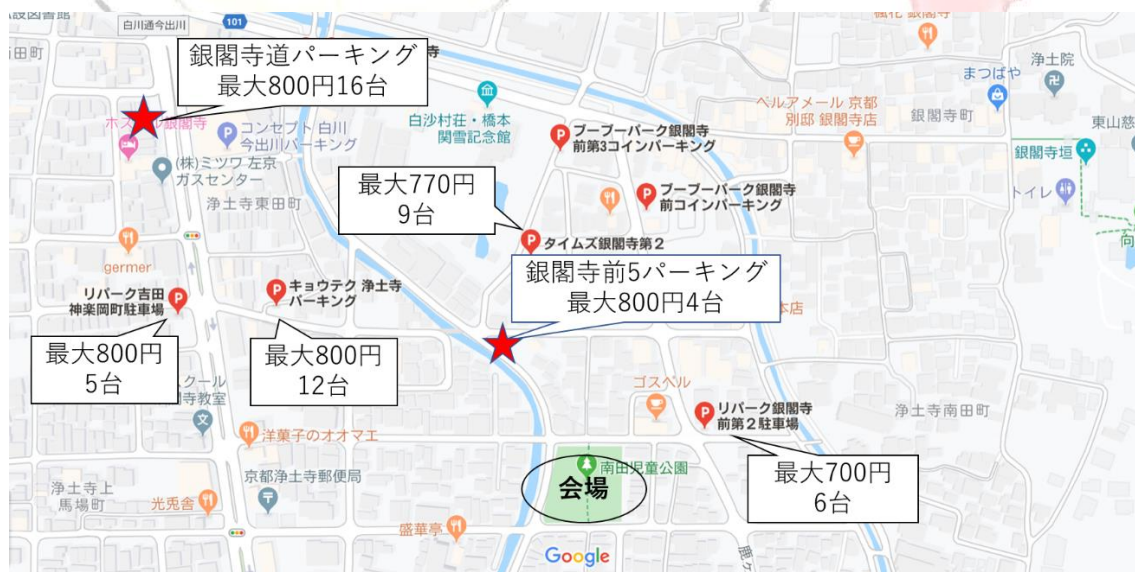 白川通今出川
101
銀閣寺道パーキング
最大800円16台
コンセプト 白川
今出川パーキング
(株)ミツワ 左京
ガスセンター
浄土寺東田町
白沙村荘・橋本
関雪記念館
プープーパーク銀閣寺
前第3コインパーキング
プープーパーク銀閣寺
前コインパーキング
ベルアメール 京都
別邸 銀閣寺店
まつばや
浄土院
銀閣寺町
銀閣寺垣
東山慈
トイレ
向
最大770円
9台
タイムズ銀閣寺第2
銀閣寺前5パーキング
最大800円4台
本店
germer
リパーク吉田
神楽岡町駐車場
キョウテク 浄土寺
パーキング
最大800円
5台
最大800円
12台
洋菓子のオオマエ
京都浄土寺郵便局
浄土寺上
馬場町
光兎舎
盛華亭
ゴスペル
リパーク銀閣寺
前第2駐車場
浄土寺南田町
最大700円
6台
南田児童公園
会場
Google